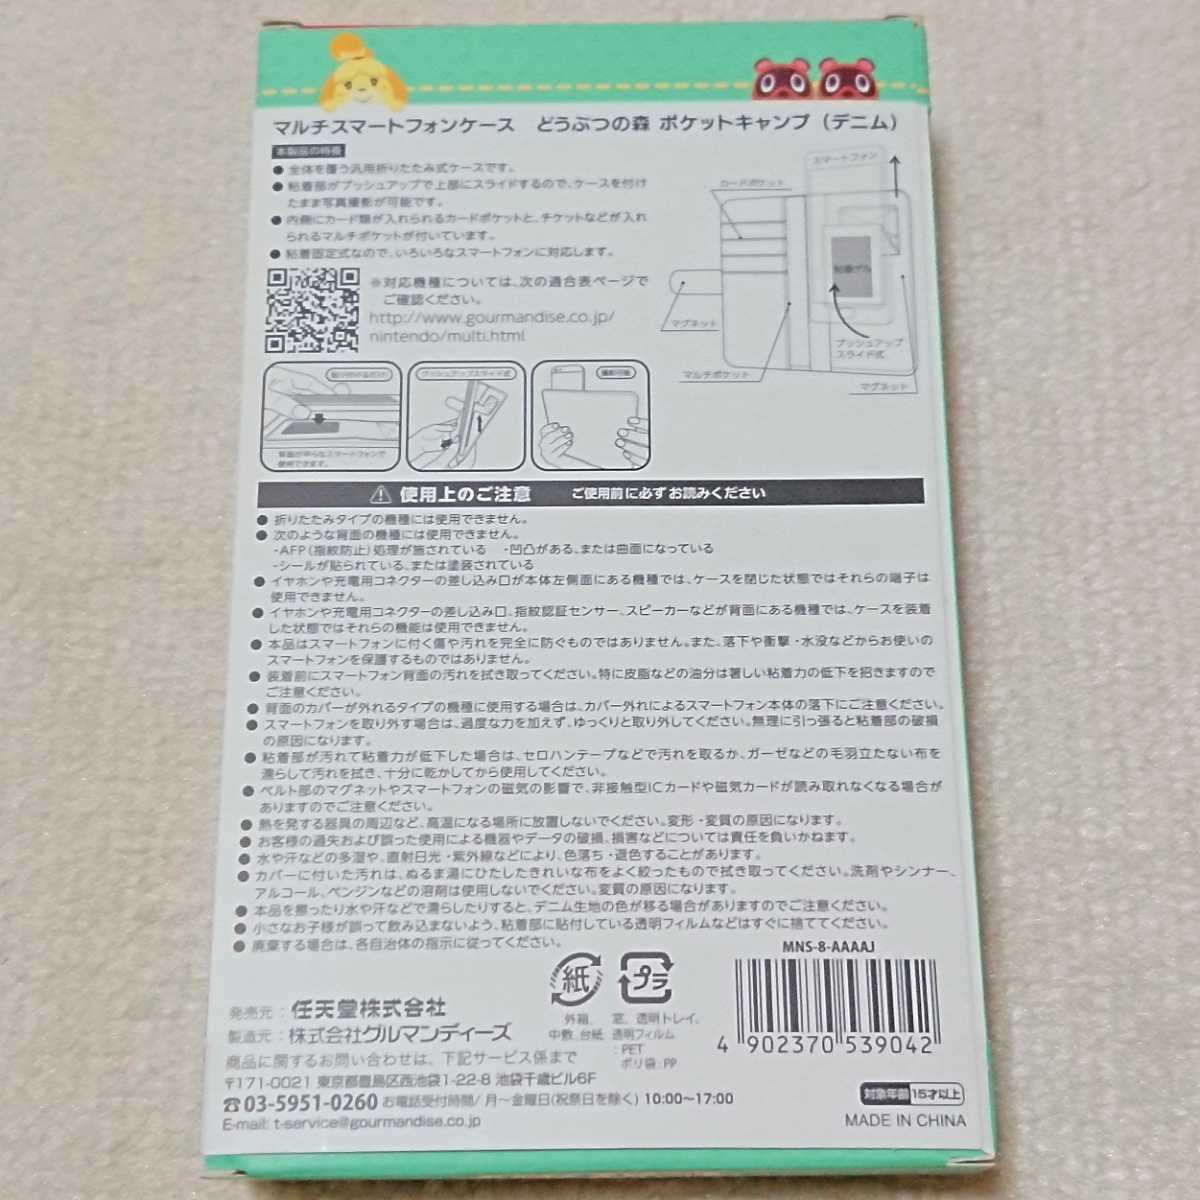 マルチスマートフォンケース　どうぶつの森 ポケットキャンプ（デニム）
本製品の特長
● 全体を覆う汎用折りたたみ式ケースです。
● 粘着部がプッシュアップで上部にスライドするので、ケースを付け
たまま写真撮影が可能です。
● 内側にカード類が入れられるカードポケットと、チケットなどが入れ
られるマルチポケットが付いています。
● 粘着固定式なので、いろいろなスマートフォンに対応します。
※対応機種については、次の適合表ページで
ご確認ください。
http://www.gourmandise.co.jp/
nintendo/multi.html
スマートフォン
カードポケット
粘着ゲル
マグネット
プッシュアップ
スライド式
マルチポケット
マグネット
貼り付けるだけ
背面が平らなスマートフォンで
使用できます。
プッシュアップスライド式
撮影可能
⚠ 使用上のご注意　ご使用前に必ずお読みください
● 折りたたみタイプの機種には使用できません。
● 次のような背面の機種には使用できません。
・AFP（指紋防止）処理が施されている　・凹凸がある、または曲面になっている
・シールが貼られている、または塗装されている
● イヤホンや充電用コネクターの差し込み口が本体左側面にある機種では、ケースを閉じた状態ではそれらの端子は
使用できません。
● イヤホンや充電用コネクターの差し込み口、指紋認証センサー、スピーカーなどが背面にある機種では、ケースを装着
した状態ではそれらの機能は使用できません。
● 本品はスマートフォンに付く傷や汚れを完全に防ぐものではありません。また、落下や衝撃・水没などからお使いの
スマートフォンを保護するものではありません。
● 装着前にスマートフォン背面の汚れを拭き取ってください。特に皮脂などの油分は著しい粘着力の低下を招きますので
ご注意ください。
● 背面のカバーが外れるタイプの機種に使用する場合は、カバー外れによるスマートフォン本体の落下にご注意ください。
● スマートフォンを取り外す場合は、過度な力を加えず、ゆっくりと取り外してください。無理に引っ張ると粘着部の破損
の原因になります。
● 粘着部が汚れて粘着力が低下した場合は、セロハンテープなどで汚れを取るか、ガーゼなどの毛羽立たない布を
濡らして汚れを拭き、十分に乾かしてから使用してください。
● ベルト部のマグネットやスマートフォンの磁気の影響で、非接触型ICカードや磁気カードが読み取れなくなる場合が
ありますのでご注意ください。
● 熱を発する器具の周辺など、高温になる場所に放置しないでください。変形・変質の原因になります。
● お客様の過失および誤った使用による機器やデータの破損、損害などについては責任を負いかねます。
● 水や汗などの多湿や、直射日光・紫外線などにより、色落ち・退色することがあります。
● カバーに付いた汚れは、ぬるま湯にひたしたきれいな布をよく絞ったもので拭き取ってください。洗剤やシンナー、
アルコール、ベンジンなどの溶剤は使用しないでください。変質の原因になります。
● 本品を擦ったり水や汗などで濡らしたりすると、デニム生地の色が移る場合がありますのでご注意ください。
● 小さなお子様が誤って飲み込まないよう、粘着部に貼付している透明フィルムなどはすぐに捨ててください。
● 廃棄する場合は、各自治体の指示に従ってください。
MNS-8-AAAAJ
紙
プラ
外箱、
中敷、台紙
窓、透明トレイ、
透明フィルム
：PET
ポリ袋：PP
4 902370 539042
発売元：任天堂株式会社
製造元：株式会社グルマンディーズ
商品に関するお問い合わせは、下記サービス係まで
〒171-0021 東京都豊島区西池袋1-22-8 池袋千歳ビル6F
☎03-5951-0260 お電話受付時間/ 月〜金曜日(祝祭日を除く) 10:00~17:00
E-mail: t-service@gourmandise.co.jp
対象年齢 15才以上
MADE IN CHINA